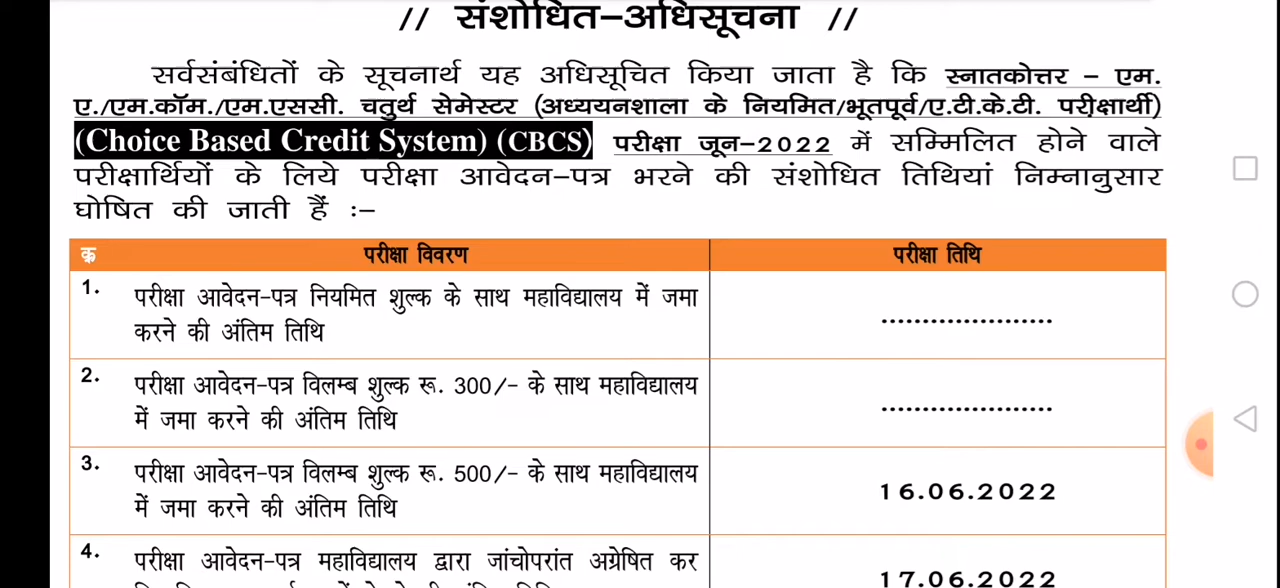 // संशोधित–अधिसूचना //
सर्वसंबंधितों के सूचनार्थ यह अधिसूचित किया जाता है कि स्नातकोत्तर – एम.
ए./एम.कॉम./एम.एससी. चतुर्थ सेमेस्टर (अध्ययनशाला के नियमित/भूतपूर्व/ए.टी.के.टी. परीक्षार्थी)
(Choice Based Credit System) (CBCS) परीक्षा जून–2022 में सम्मिलित होने वाले
परीक्षार्थियों के लिये परीक्षा आवेदन–पत्र भरने की संशोधित तिथियां निम्नानुसार
घोषित की जाती हैं :–
क्र परीक्षा विवरण परीक्षा तिथि
1. परीक्षा आवेदन-पत्र नियमित शुल्क के साथ महाविद्यालय में जमा
करने की अंतिम तिथि .....................
2. परीक्षा आवेदन-पत्र विलम्ब शुल्क रू. 300/- के साथ महाविद्यालय
में जमा करने की अंतिम तिथि .....................
3. परीक्षा आवेदन-पत्र विलम्ब शुल्क रू. 500/- के साथ महाविद्यालय
में जमा करने की अंतिम तिथि 16.06.2022
4. परीक्षा आवेदन-पत्र महाविद्यालय द्वारा जांचोपरांत अग्रेषित कर
17.06.2022